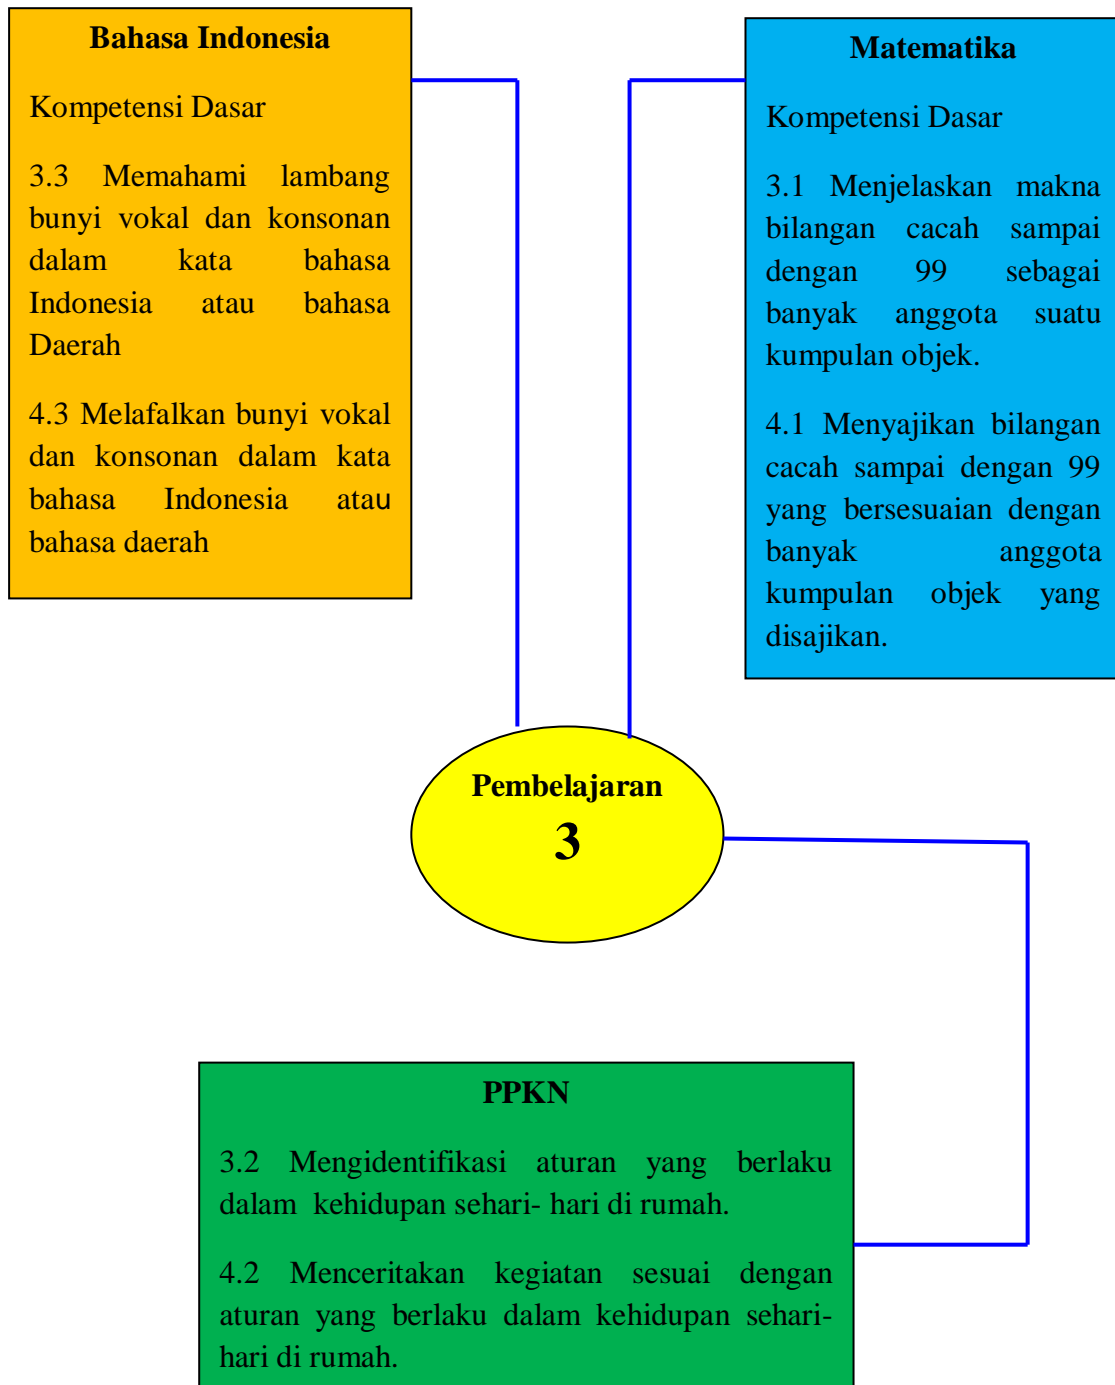 Bahasa Indonesia
Kompetensi Dasar
3.3 Memahami lambang
bunyi vokal dan konsonan
dalam kata bahasa
Indonesia atau bahasa
Daerah
4.3 Melafalkan bunyi vokal
dan konsonan dalam kata
bahasa Indonesia atau
bahasa daerah
Matematika
Kompetensi Dasar
3.1 Menjelaskan makna
bilangan cacah sampai
dengan 99 sebagai
banyak anggota suatu
kumpulan objek.
4.1 Menyajikan bilangan
cacah sampai dengan 99
yang bersesuaian dengan
banyak anggota
kumpulan objek yang
disajikan.
Pembelajaran
3
PPKN
3.2 Mengidentifikasi aturan yang berlaku
dalam kehidupan sehari- hari di rumah.
4.2 Menceritakan kegiatan sesuai dengan
aturan yang berlaku dalam kehidupan sehari-
hari di rumah.